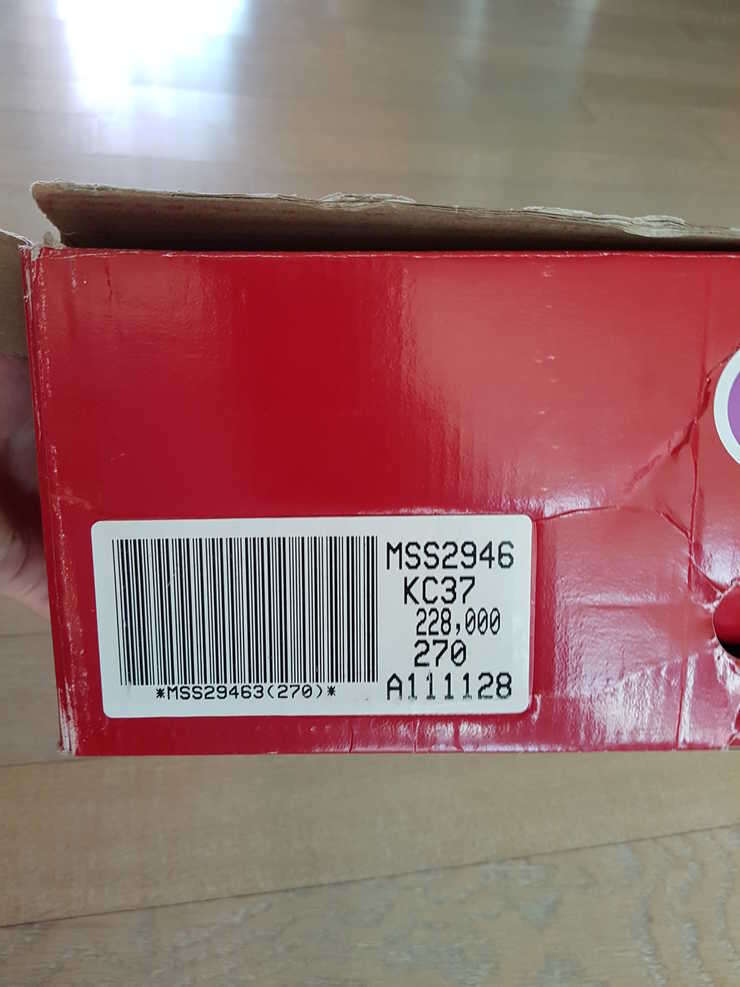 MSS2946
KC37
228,000
270
A111128
*MSS29463(270)*